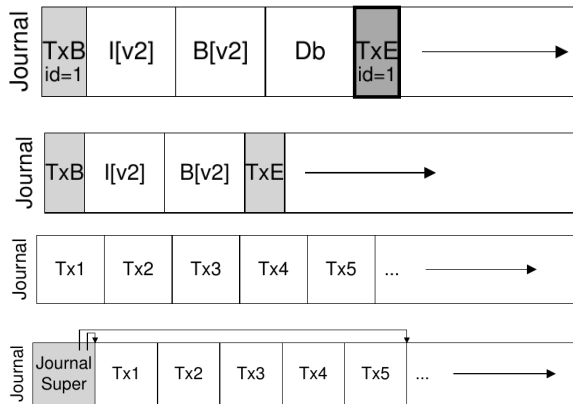 Journal
TxB I[v2] B[v2] Db TxE
id=1 id=1
Journal
TxB I[v2] B[v2] TxE
Journal
Tx1 Tx2 Tx3 Tx4 Tx5 ...
Journal
Journal
Super
Tx1 Tx2 Tx3 Tx4 Tx5 ...